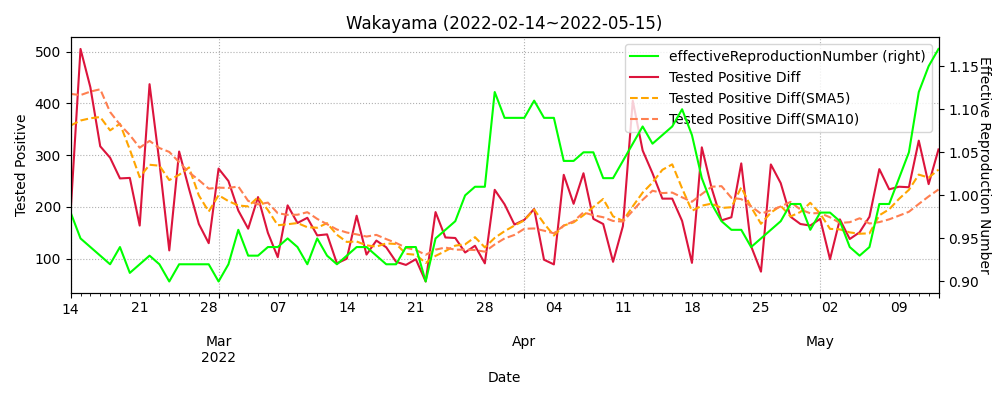 Wakayama (2022-02-14~2022-05-15)
effectiveReproductionNumber (right)
Tested Positive Diff
Tested Positive Diff(SMA5)
Tested Positive Diff(SMA10)
Tested Positive
500
400
300
200
100
Effective Reproduction Number
1.15
1.10
1.05
1.00
0.95
0.90
14 21 28 07 14 21 28 04 11 18 25 02 09
Mar Apr May
2022
Date